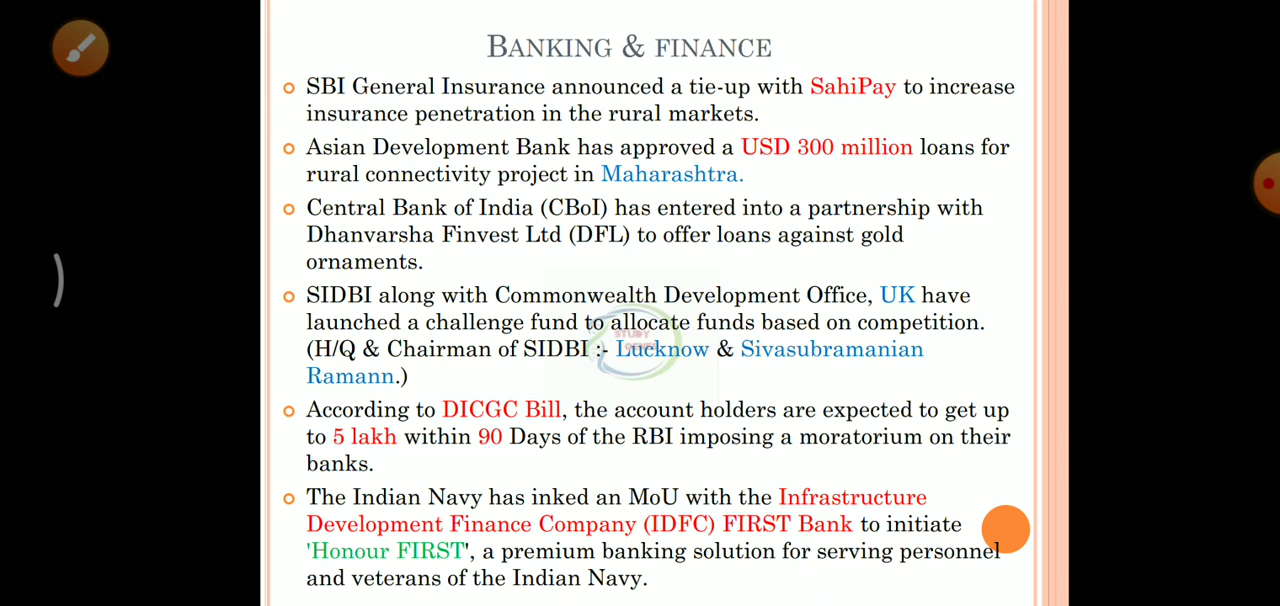 BANKING & FINANCE
SBI General Insurance announced a tie-up with SahiPay to increase
insurance penetration in the rural markets.
Asian Development Bank has approved a USD 300 million loans for
rural connectivity project in Maharashtra.
Central Bank of India (CBoI) has entered into a partnership with
Dhanvarsha Finvest Ltd (DFL) to offer loans against gold
ornaments.
SIDBI along with Commonwealth Development Office, UK have
launched a challenge fund to allocate funds based on competition.
(H/Q & Chairman of SIDBI :- Lucknow & Sivasubramanian
Ramann.)
According to DICGC Bill, the account holders are expected to get up
to 5 lakh within 90 Days of the RBI imposing a moratorium on their
banks.
The Indian Navy has inked an MoU with the Infrastructure
Development Finance Company (IDFC) FIRST Bank to initiate
'Honour FIRST', a premium banking solution for serving personnel
and veterans of the Indian Navy.
STUDY